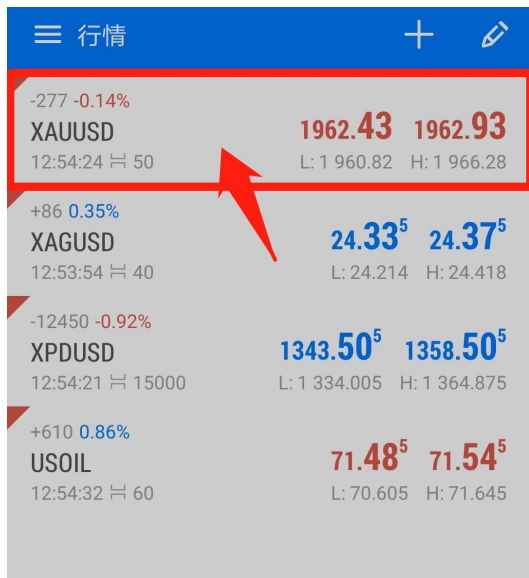 行情
-277 -0.14%
XAUUSD 1962.43 1962.93
12:54:24 50 L: 1 960.82 H: 1 966.28
+86 0.35%
XAGUSD 24.335 24.375
12:53:54 40 L: 24.214 H: 24.418
-12450 -0.92%
XPDUSD 1343.505 1358.505
12:54:21 15000 L: 1 334.005 H: 1 364.875
+610 0.86%
USOIL 71.485 71.545
12:54:32 60 L: 70.605 H: 71.645